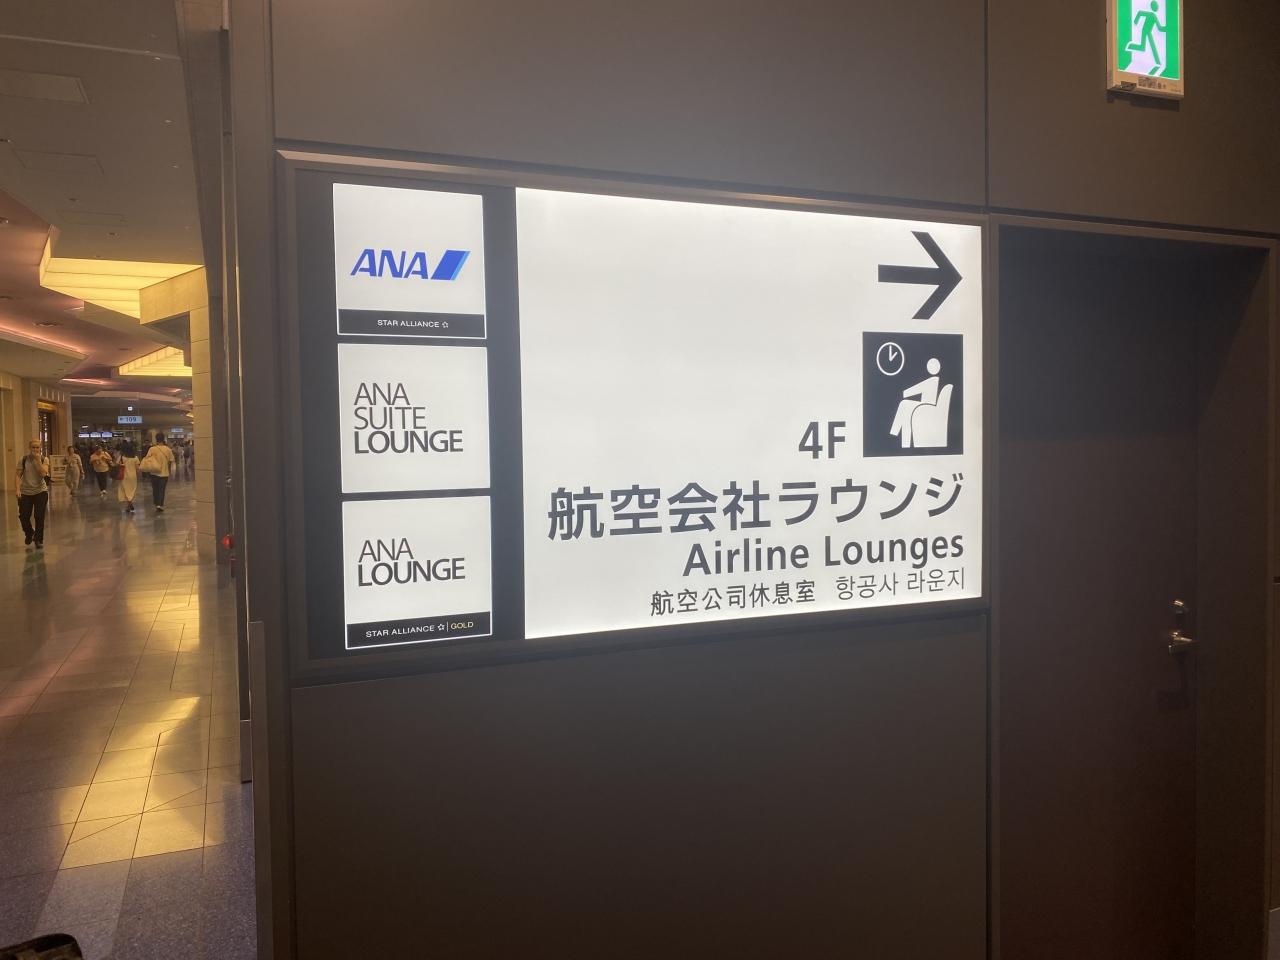 ANA
STAR ALLIANCE
ANA
SUITE
LOUNGE
ANA
LOUNGE
STAR ALLIANCE GOLD
4F
航空会社ラウンジ
Airline Lounges
航空公司休息室 항공사 라운지
109